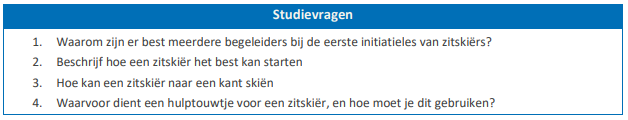 Studievragen
1. Waarom zijn er best meerdere begeleiders bij de eerste initiatieles van zitskiërs?
2. Beschrijf hoe een zitskiër het best kan starten
3. Hoe kan een zitskiër naar een kant skiën
4. Waarvoor dient een hulptouwtje voor een zitskiër, en hoe moet je dit gebruiken?